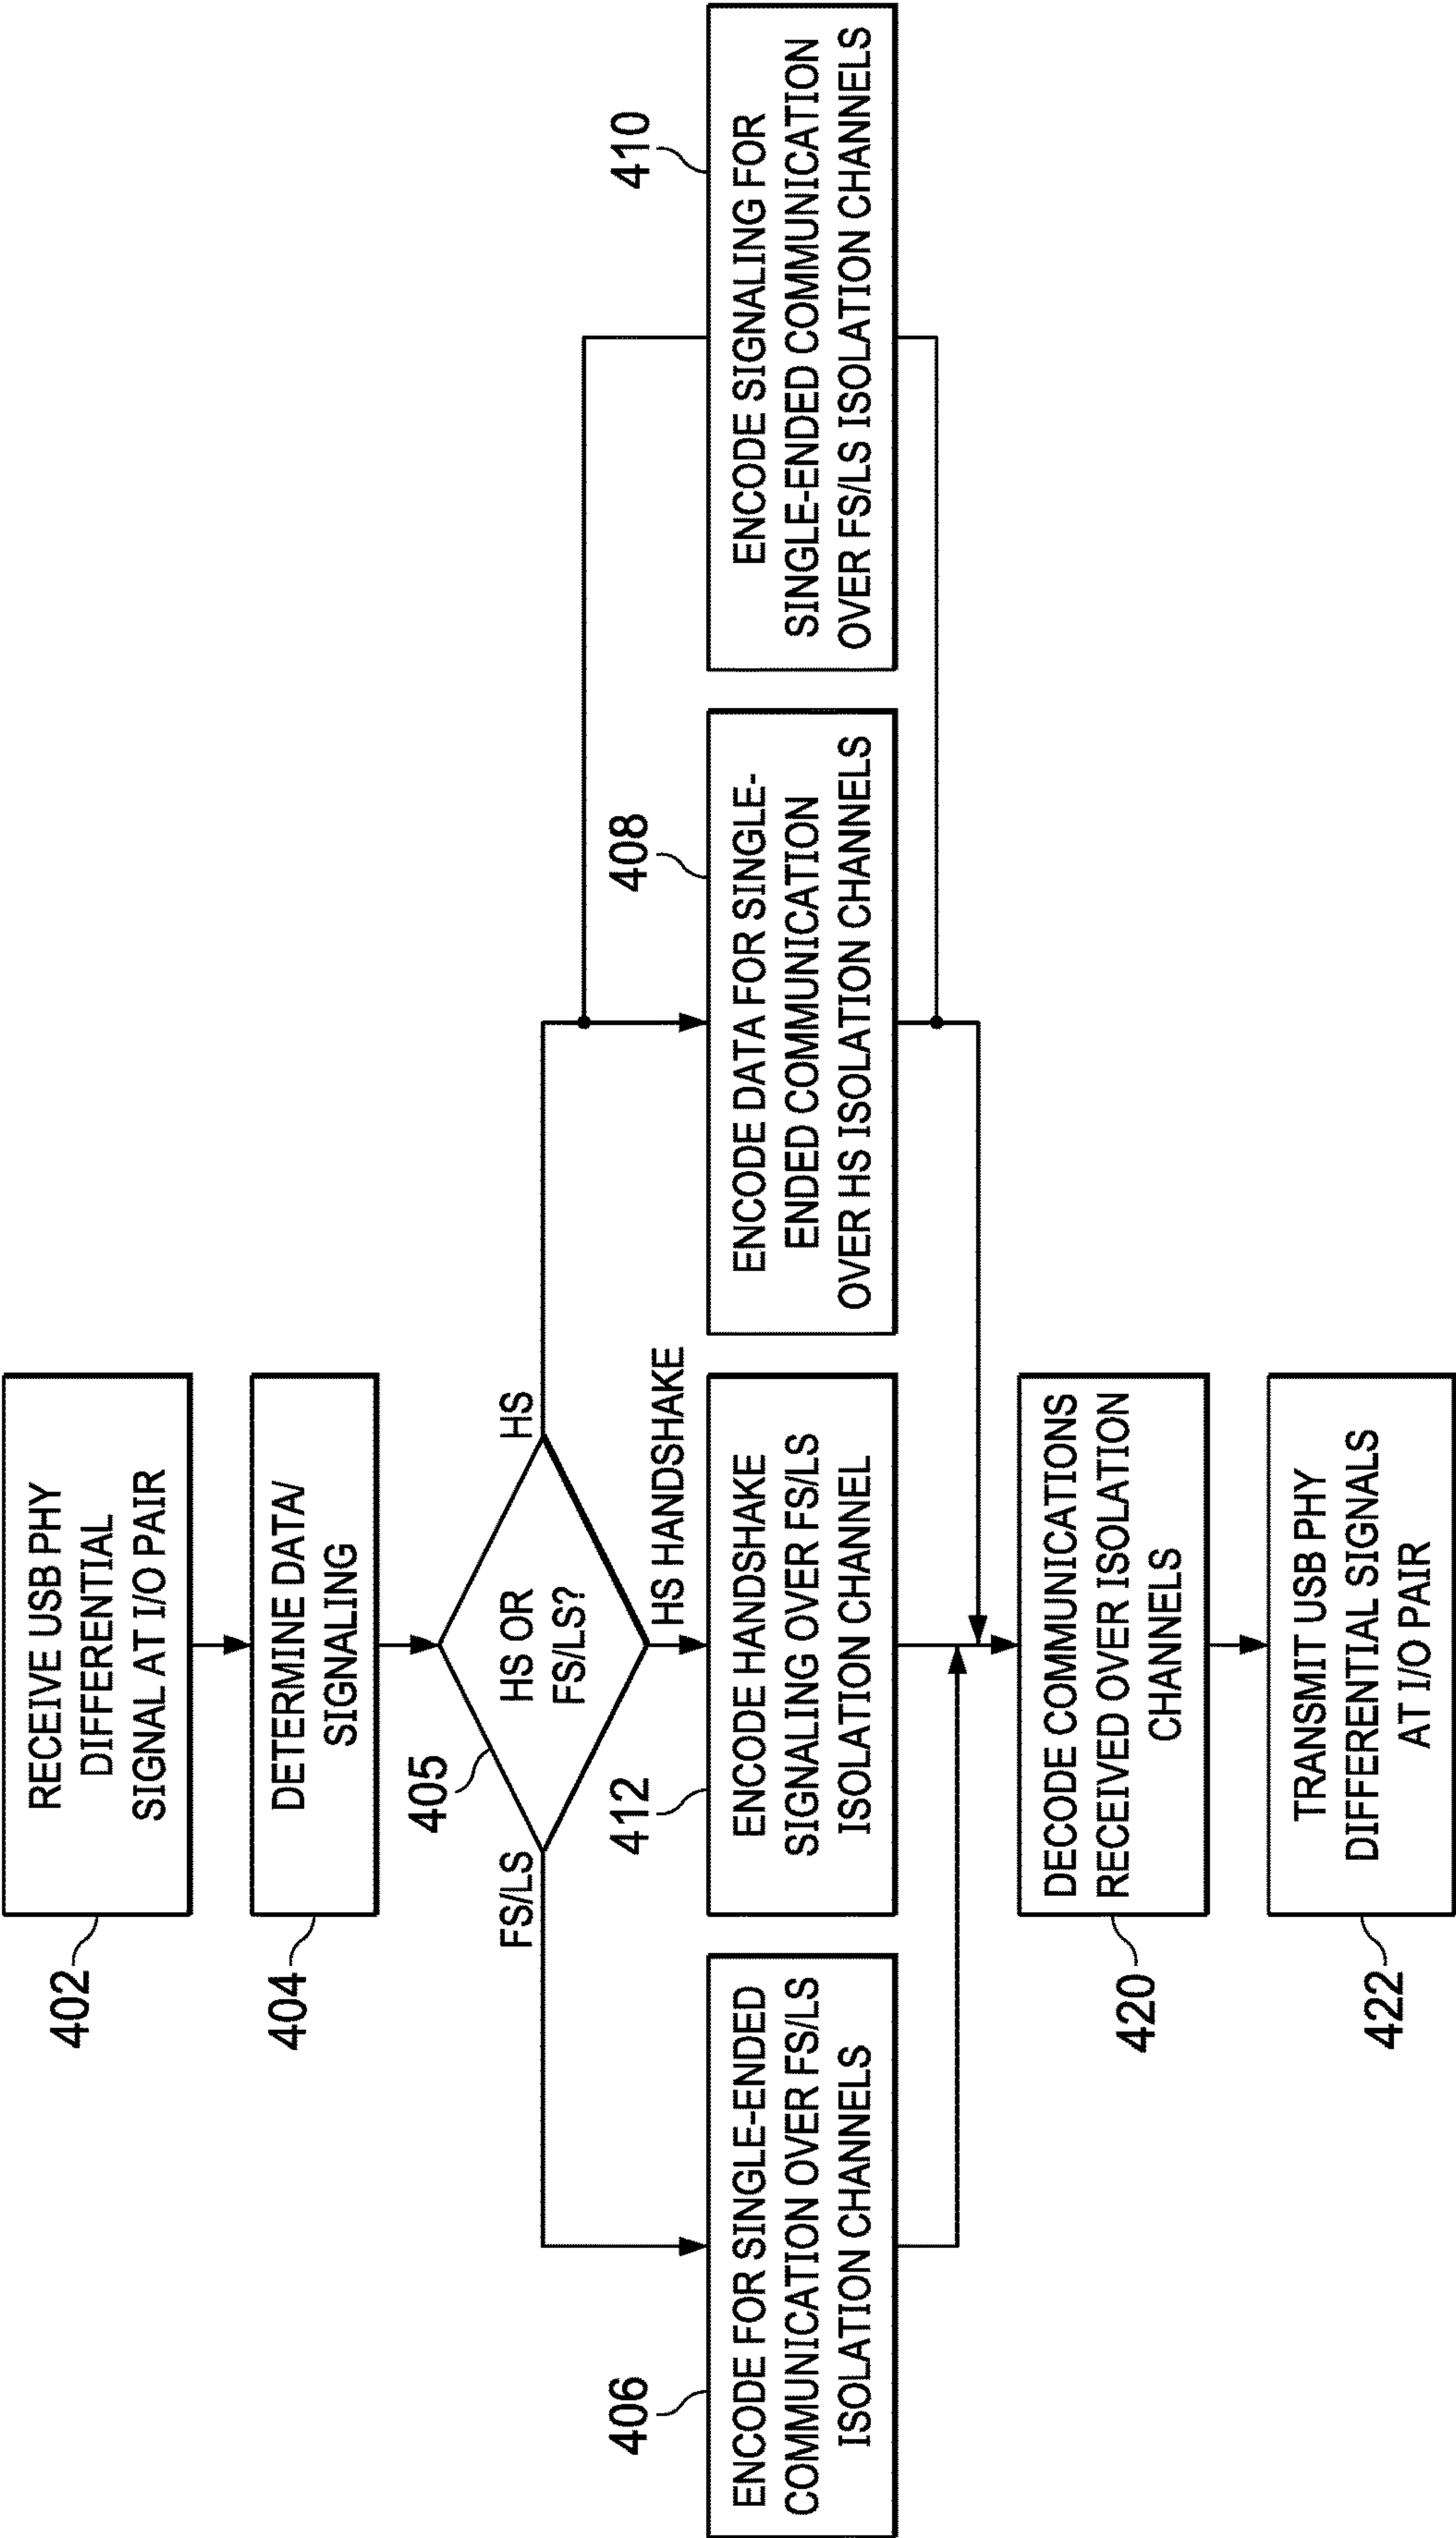 402
RECEIVE USB PHY
DIFFERENTIAL
SIGNAL AT I/O PAIR
404
DETERMINE DATA/
SIGNALING
405
HS OR
FS/LS?
FS/LS
HS
HS HANDSHAKE
406
ENCODE FOR SINGLE-ENDED
COMMUNICATION OVER FS/LS
ISOLATION CHANNELS
412
ENCODE HANDSHAKE
SIGNALING OVER FS/LS
ISOLATION CHANNEL
408
ENCODE DATA FOR SINGLE-
ENDED COMMUNICATION
OVER HS ISOLATION CHANNELS
410
ENCODE SIGNALING FOR
SINGLE-ENDED COMMUNICATION
OVER FS/LS ISOLATION CHANNELS
420
DECODE COMMUNICATIONS
RECEIVED OVER ISOLATION
CHANNELS
422
TRANSMIT USB PHY
DIFFERENTIAL SIGNALS
AT I/O PAIR